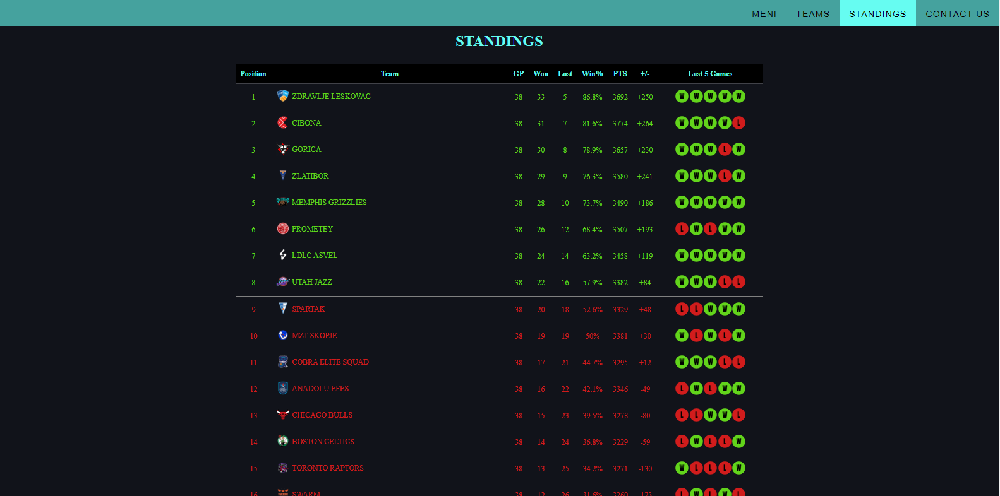 MENI TEAMS STANDINGS CONTACT US
STANDINGS
Position Team GP Won Lost Win% PTS +/- Last 5 Games
1 ZDRAVLJE LESKOVAC 38 33 5 86.8% 3692 +250 W W W W W
2 CIBONA 38 31 7 81.6% 3774 +264 W W W W L
3 GORICA 38 30 8 78.9% 3657 +230 W W W L W
4 ZLATIBOR 38 29 9 76.3% 3580 +241 W W W L W
5 MEMPHIS GRIZZLIES 38 28 10 73.7% 3490 +186 W W W W W
6 PROMETEY 38 26 12 68.4% 3507 +193 L W L W W
7 LDLC ASVEL 38 24 14 63.2% 3458 +119 W W W W W
8 UTAH JAZZ 38 22 16 57.9% 3382 +84 W W W L L
9 SPARTAK 38 20 18 52.6% 3329 +48 L L W W W
10 MZT SKOPJE 38 19 19 50% 3381 +30 W L W L W
11 COBRA ELITE SQUAD 38 17 21 44.7% 3295 +12 W W W L L
12 ANADOLU EFES 38 16 22 42.1% 3346 -49 L W L W W
13 CHICAGO BULLS 38 15 23 39.5% 3278 -80 L L W W L
14 BOSTON CELTICS 38 14 24 36.8% 3229 -59 L W L L W
15 TORONTO RAPTORS 38 13 25 34.2% 3271 -130 W L L L W
16 SWARM 38 12 26 31.6% 3260 -173 L W L W L